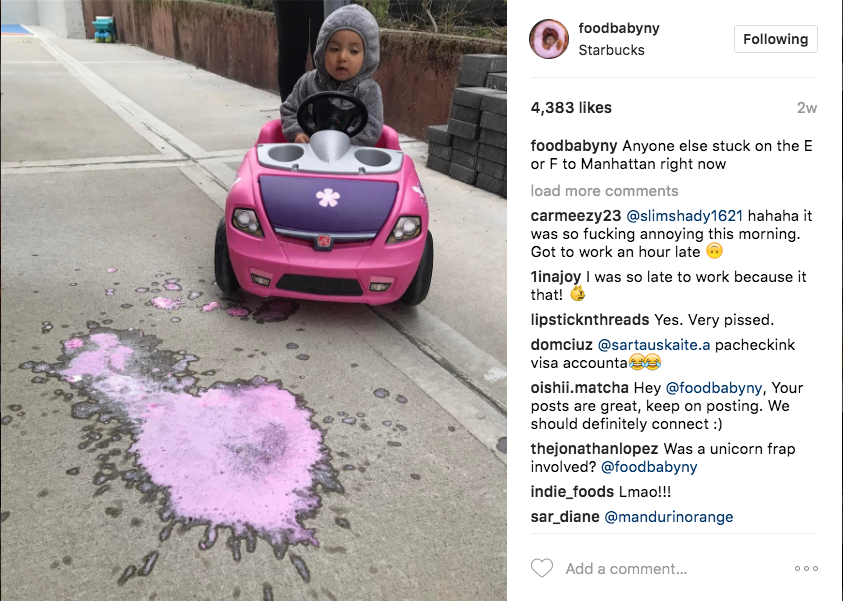 foodbabyny
Starbucks
Following
4,383 likes
2w
foodbabyny Anyone else stuck on the E
or F to Manhattan right now
load more comments
carmeezy23 @slimshady1621 hahaha it
was so fucking annoying this morning.
Got to work an hour late 🙃
1inajoy I was so late to work because it
that! 🤔
lipsticknthreads Yes. Very pissed.
domciuz @sartauskaite.a pacheckink
visa accounta😂😂
oishii.matcha Hey @foodbabyny, Your
posts are great, keep on posting. We
should definitely connect :)
thejonathanlopez Was a unicorn frap
involved? @foodbabyny
indie_foods Lmao!!!
sar_diane @mandurinorange
Add a comment...